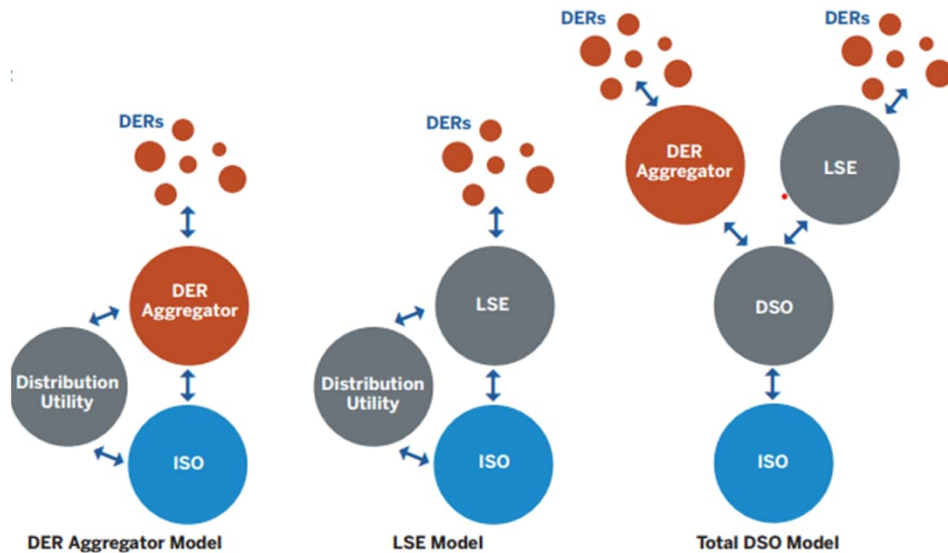 DERs
DER
Aggregator
Distribution
Utility
ISO
DER Aggregator Model
DERs
LSE
Distribution
Utility
ISO
LSE Model
DERs
DERs
DER
Aggregator
LSE
DSO
ISO
Total DSO Model